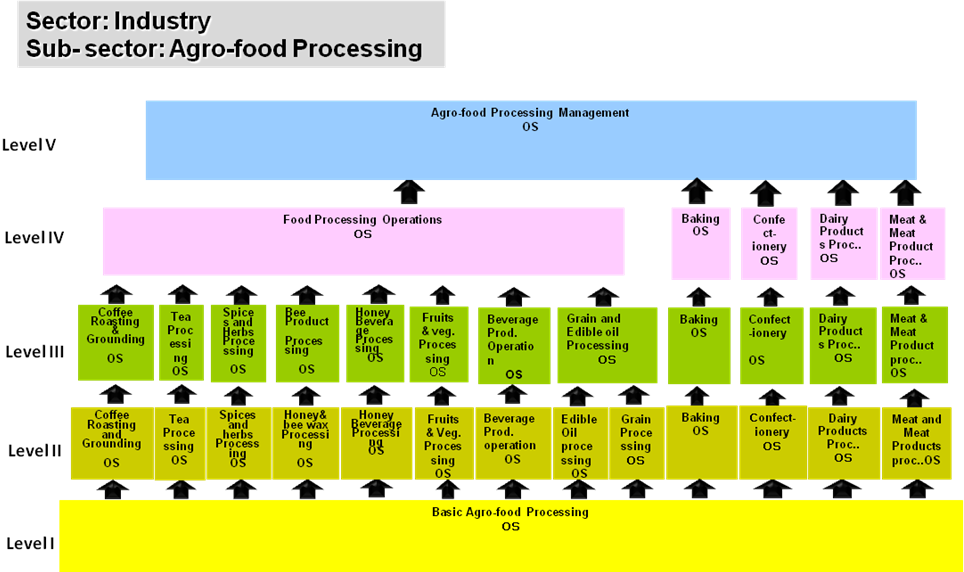 Sector: Industry
Sub- sector: Agro-food Processing
Level V
Agro-food Processing Management
OS
Level IV
Food Processing Operations
OS
Baking
OS
Confe
ct-
ionery
OS
Dairy
Product
s Proc..
OS
Meat &
Meat
Product
Proc..
OS
Level III
Coffee
Roasting
&
Grounding
OS
Tea
Proc
essi
ng
OS
Spice
s and
Herbs
Proce
ssing
OS
Bee
Product
Processing
OS
Honey
Bevera
ge
Proces
sing
OS
Fruits
& veg.
Proces
sing
OS
Beverage
Prod.
Operatio
n
OS
Grain and
Edible oil
Processing
OS
Baking
OS
Confect
-ionery
OS
Dairy
Product
s Proc..
OS
Meat &
Meat
Product
proc..
OS
Level II
Coffee
Roasting
and
Grounding
OS
Tea
Proce
ssing
OS
Spices
and
herbs
Process
ing
OS
Honey&
bee wax
Processi
ng
OS
Honey
Beverage
Processi
ng
OS
Fruits
& Veg.
Proces
sing
OS
Beverage
Prod.
operation
OS
Edible
Oil
proce
ssing
OS
Grain
Proce
ssing
OS
Baking
OS
Confect-
ionery
OS
Dairy
Products
Proc..
OS
Meat and
Meat
Products
proc..OS
Level I
Basic Agro-food Processing
OS